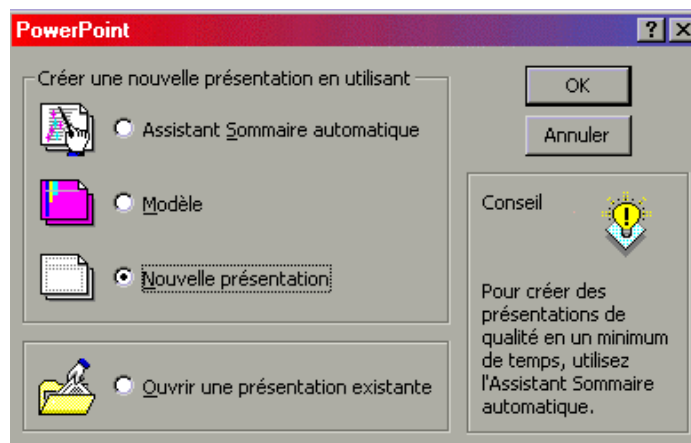 PowerPoint
Créer une nouvelle présentation en utilisant
Assistant Sommaire automatique
Modèle
Nouvelle présentation
Ouvrir une présentation existante
OK
Annuler
Conseil
Pour créer des
présentations de
qualité en un minimum
de temps, utilisez
l'Assistant Sommaire
automatique.